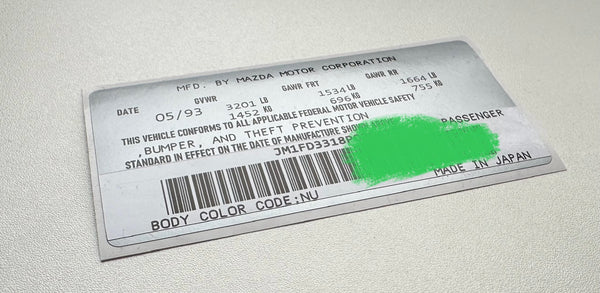 MFD. BY MAZDA MOTOR CORPORATION
DATE 05/93 GVWR 3201 LB 1452 KG GAWR FRT 1534 LB 696 KG GAWR RR 1664 LB 755 KG
THIS VEHICLE CONFORMS TO ALL APPLICABLE FEDERAL MOTOR VEHICLE SAFETY
,BUMPER, AND THEFT PREVENTION
STANDARD IN EFFECT ON THE DATE OF MANUFACTURE SHO
JM1FD3318P PASSENGER
MADE IN JAPAN
BODY COLOR CODE:NU